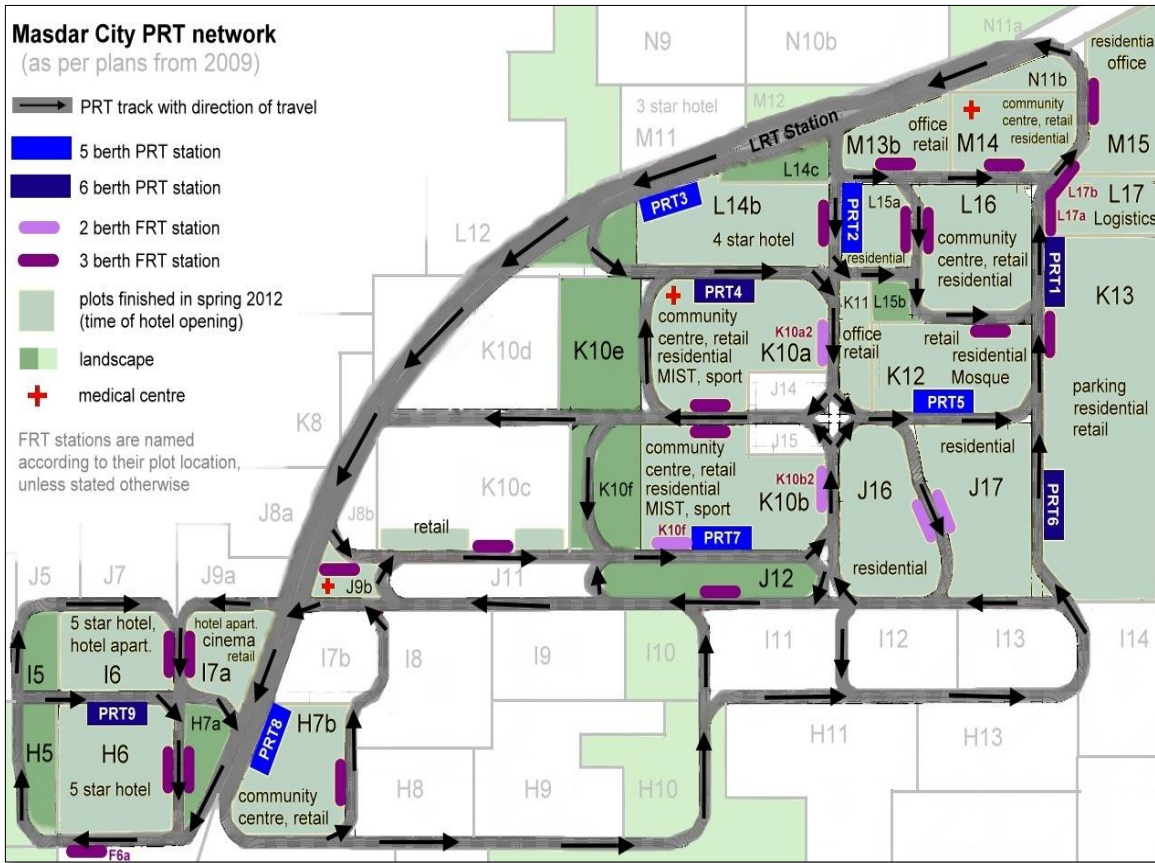 Masdar City PRT network
(as per plans from 2009)
PRT track with direction of travel
5 berth PRT station
6 berth PRT station
2 berth FRT station
3 berth FRT station
plots finished in spring 2012
(time of hotel opening)
landscape
medical centre
FRT stations are named
according to their plot location,
unless stated otherwise
N9
N10b
N11a
residential
office
N11b
3 star hotel
M11
M12
LRT Station
office
retail
M13b
community
centre, retail
residential
M14
M15
L14c
L17b
L17
L17a
Logistics
PRT3
L14b
4 star hotel
PRT2
L15a
residential
L16
community
centre, retail
residential
PRT1
K13
L12
PRT4
community
centre, retail
residential
MIST, sport
K10a2
K10a
K11
office
retail
L15b
retail
residential
Mosque
K12
PRT5
parking
residential
retail
K10d
K10e
J14
J15
K8
K10c
retail
K10f
community
centre, retail
residential
MIST, sport
K10b2
K10b
K10f
PRT7
J16
residential
residential
J17
PRT6
J8a
J8b
J9b
J11
J12
J5
J7
J9a
5 star hotel,
hotel apart.
I6
I5
hotel apart.
cinema
retail
I7a
I7b
I8
I9
I10
I11
I12
I13
I14
PRT9
H7a
H5
H6
5 star hotel
F6a
PRT8
H7b
community
centre, retail
H8
H9
H10
H11
H13